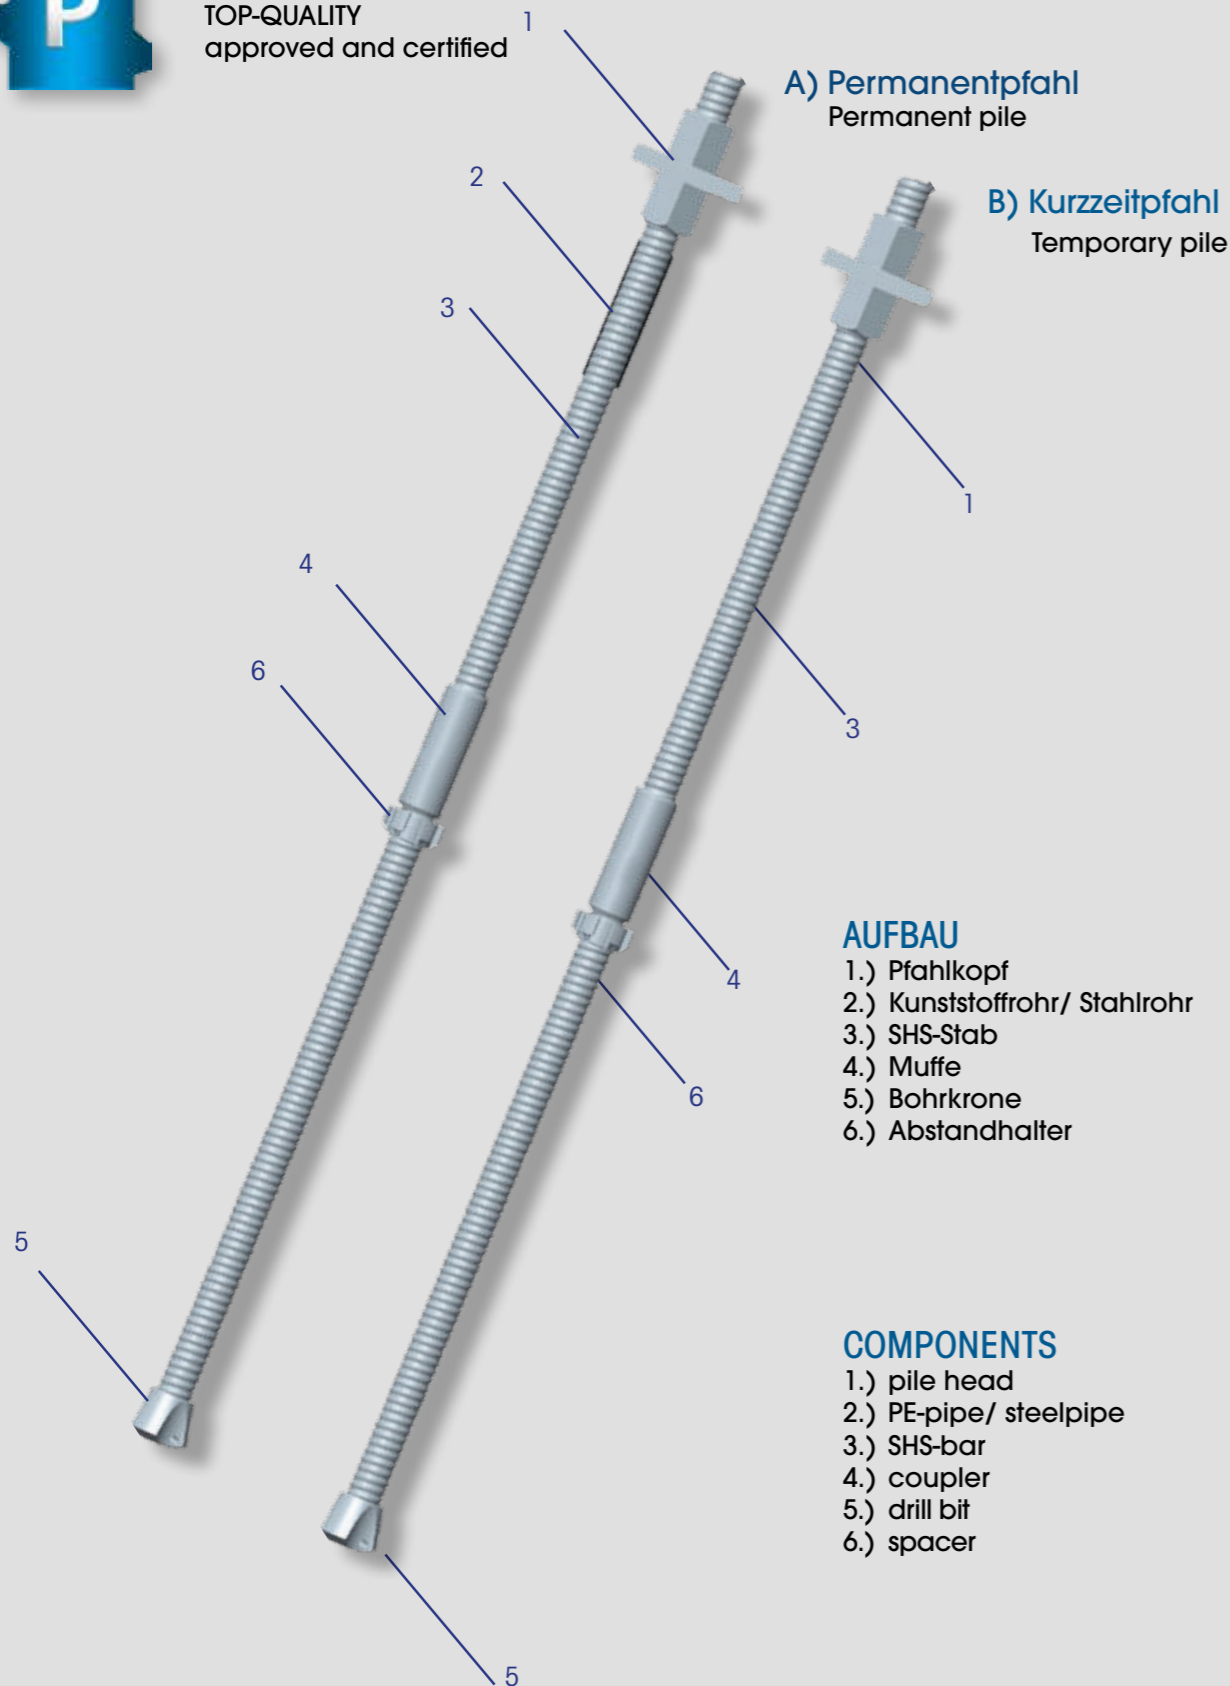 P
TOP-QUALITY
approved and certified
1
A) Permanentpfahl
Permanent pile
2
B) Kurzzeitpfahl
Temporary pile
3
1
4
6
3
4
6
AUFBAU
1.) Pfahlkopf
2.) Kunststoffrohr/ Stahlrohr
3.) SHS-Stab
4.) Muffe
5.) Bohrkrone
6.) Abstandhalter
5
COMPONENTS
1.) pile head
2.) PE-pipe/ steelpipe
3.) SHS-bar
4.) coupler
5.) drill bit
6.) spacer
5